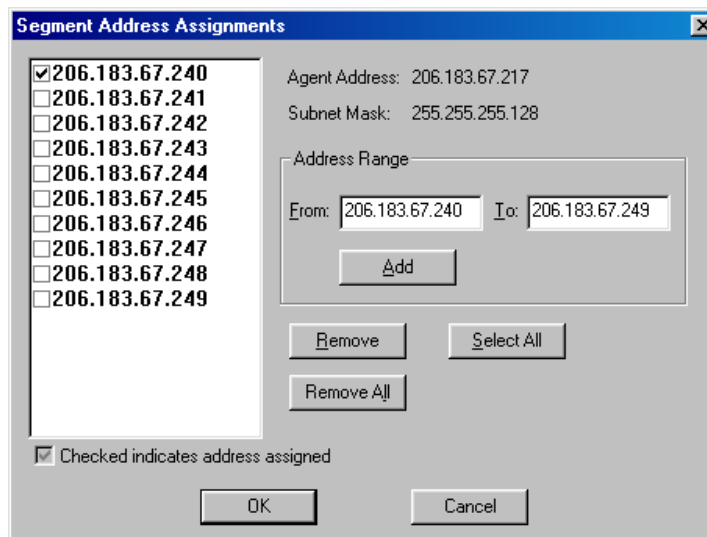 Segment Address Assignments
206.183.67.240
206.183.67.241
206.183.67.242
206.183.67.243
206.183.67.244
206.183.67.245
206.183.67.246
206.183.67.247
206.183.67.248
206.183.67.249
Agent Address: 206.183.67.217
Subnet Mask: 255.255.255.128
Address Range
From: 206.183.67.240 To: 206.183.67.249
Add
Remove Select All
Remove All
Checked indicates address assigned
OK Cancel